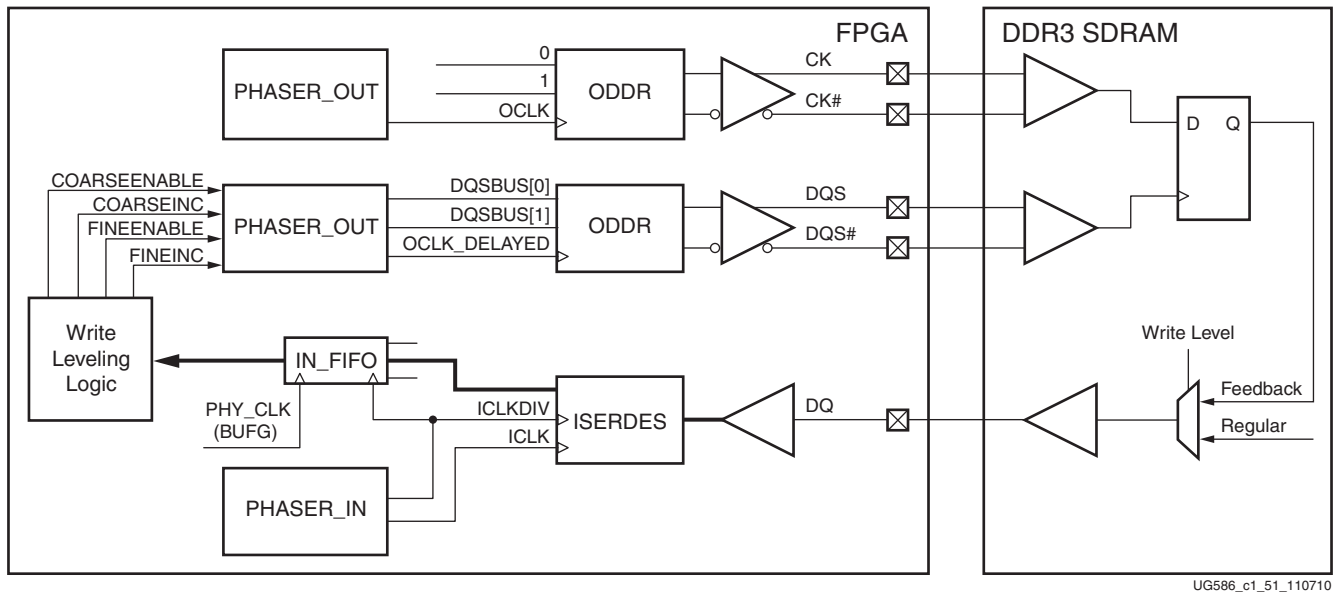 FPGA
DDR3 SDRAM
PHASER_OUT
0
1
OCLK
ODDR
CK
CK#
D Q
COARSEENABLE
COARSEINC
FINEENABLE
FINEINC
PHASER_OUT
DQSBUS[0]
DQSBUS[1]
OCLK_DELAYED
ODDR
DQS
DQS#
Write
Leveling
Logic
IN_FIFO
PHY_CLK
(BUFG)
ICLKDIV
ICLK
ISERDES
DQ
Write Level
Feedback
Regular
PHASER_IN
UG586_c1_51_110710